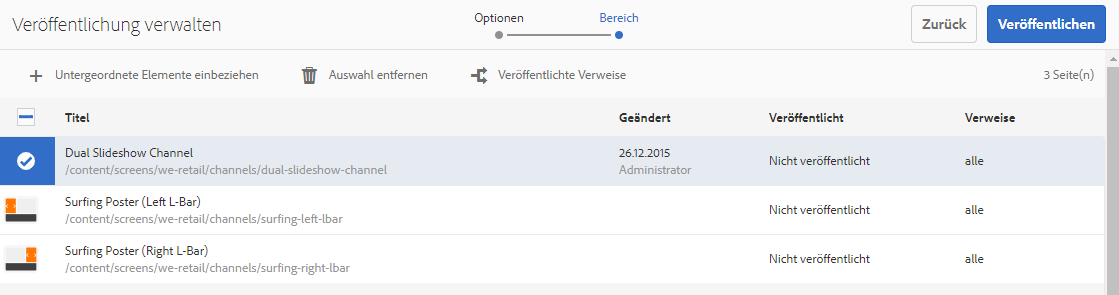 Veröffentlichung verwalten
Optionen
Bereich
Zurück
Veröffentlichen
Untergeordnete Elemente einbeziehen
Auswahl entfernen
Veröffentlichte Verweise
3 Seite(n)
Titel Geändert Veröffentlicht Verweise
Dual Slideshow Channel 26.12.2015
/content/screens/we-retail/channels/dual-slideshow-channel Administrator
Nicht veröffentlicht alle
Surfing Poster (Left L-Bar)
/content/screens/we-retail/channels/surfing-left-lbar
Nicht veröffentlicht alle
Surfing Poster (Right L-Bar)
/content/screens/we-retail/channels/surfing-right-lbar
Nicht veröffentlicht alle